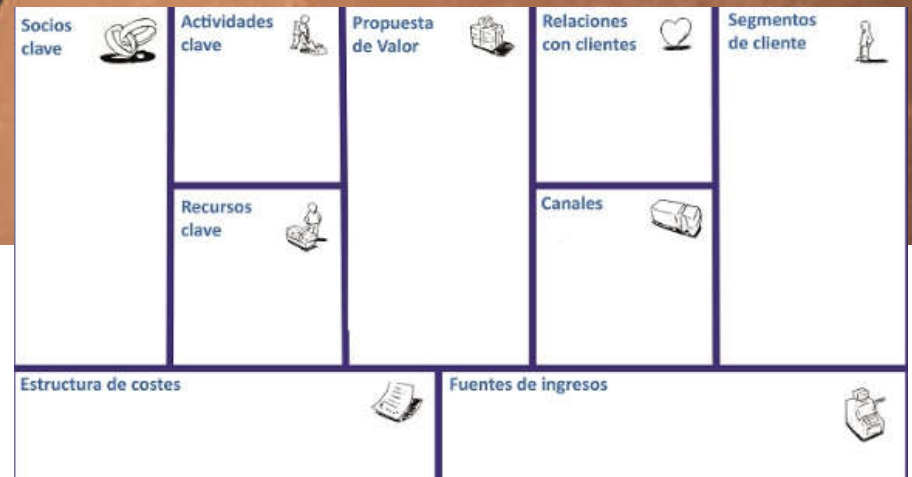 Socios
clave
Actividades
clave
Propuesta
de Valor
Relaciones
con clientes
Segmentos
de cliente
Recursos
clave
Canales
Estructura de costes
Fuentes de ingresos